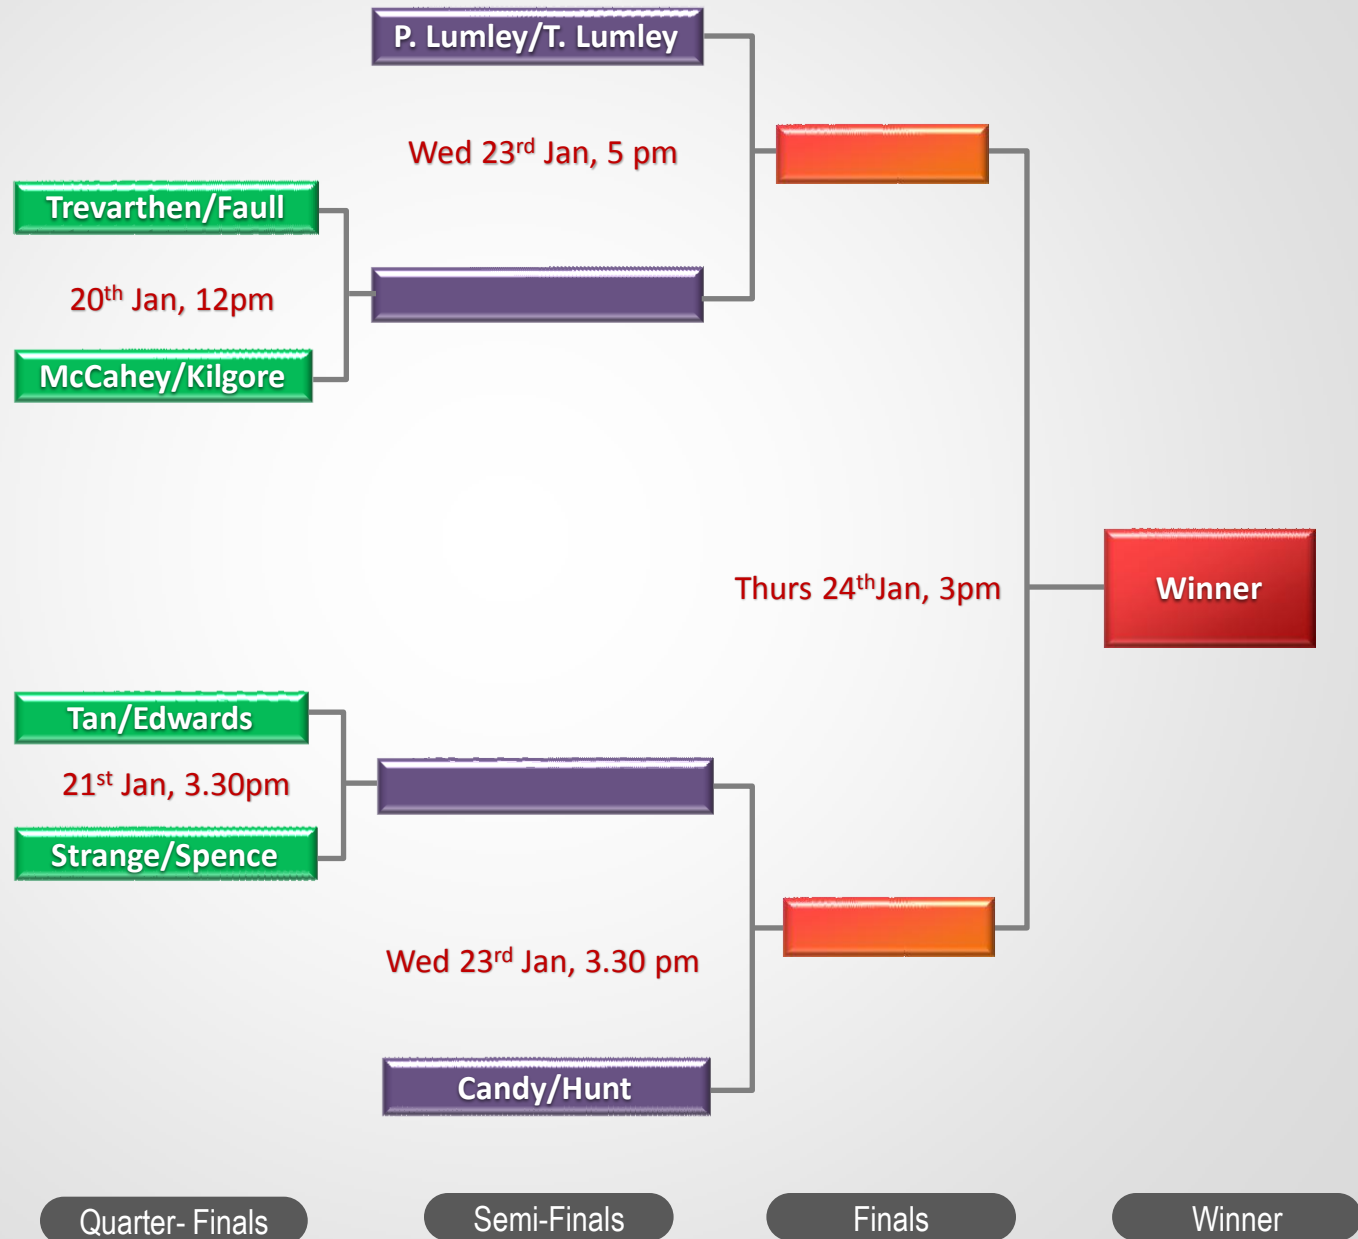 P. Lumley/T. Lumley
Wed 23rd Jan, 5 pm
Trevarthen/Faull
20th Jan, 12pm
McCahey/Kilgore
Thurs 24thJan, 3pm
Winner
Tan/Edwards
21st Jan, 3.30pm
Strange/Spence
Wed 23rd Jan, 3.30 pm
Candy/Hunt
Quarter- Finals
Semi-Finals
Finals
Winner